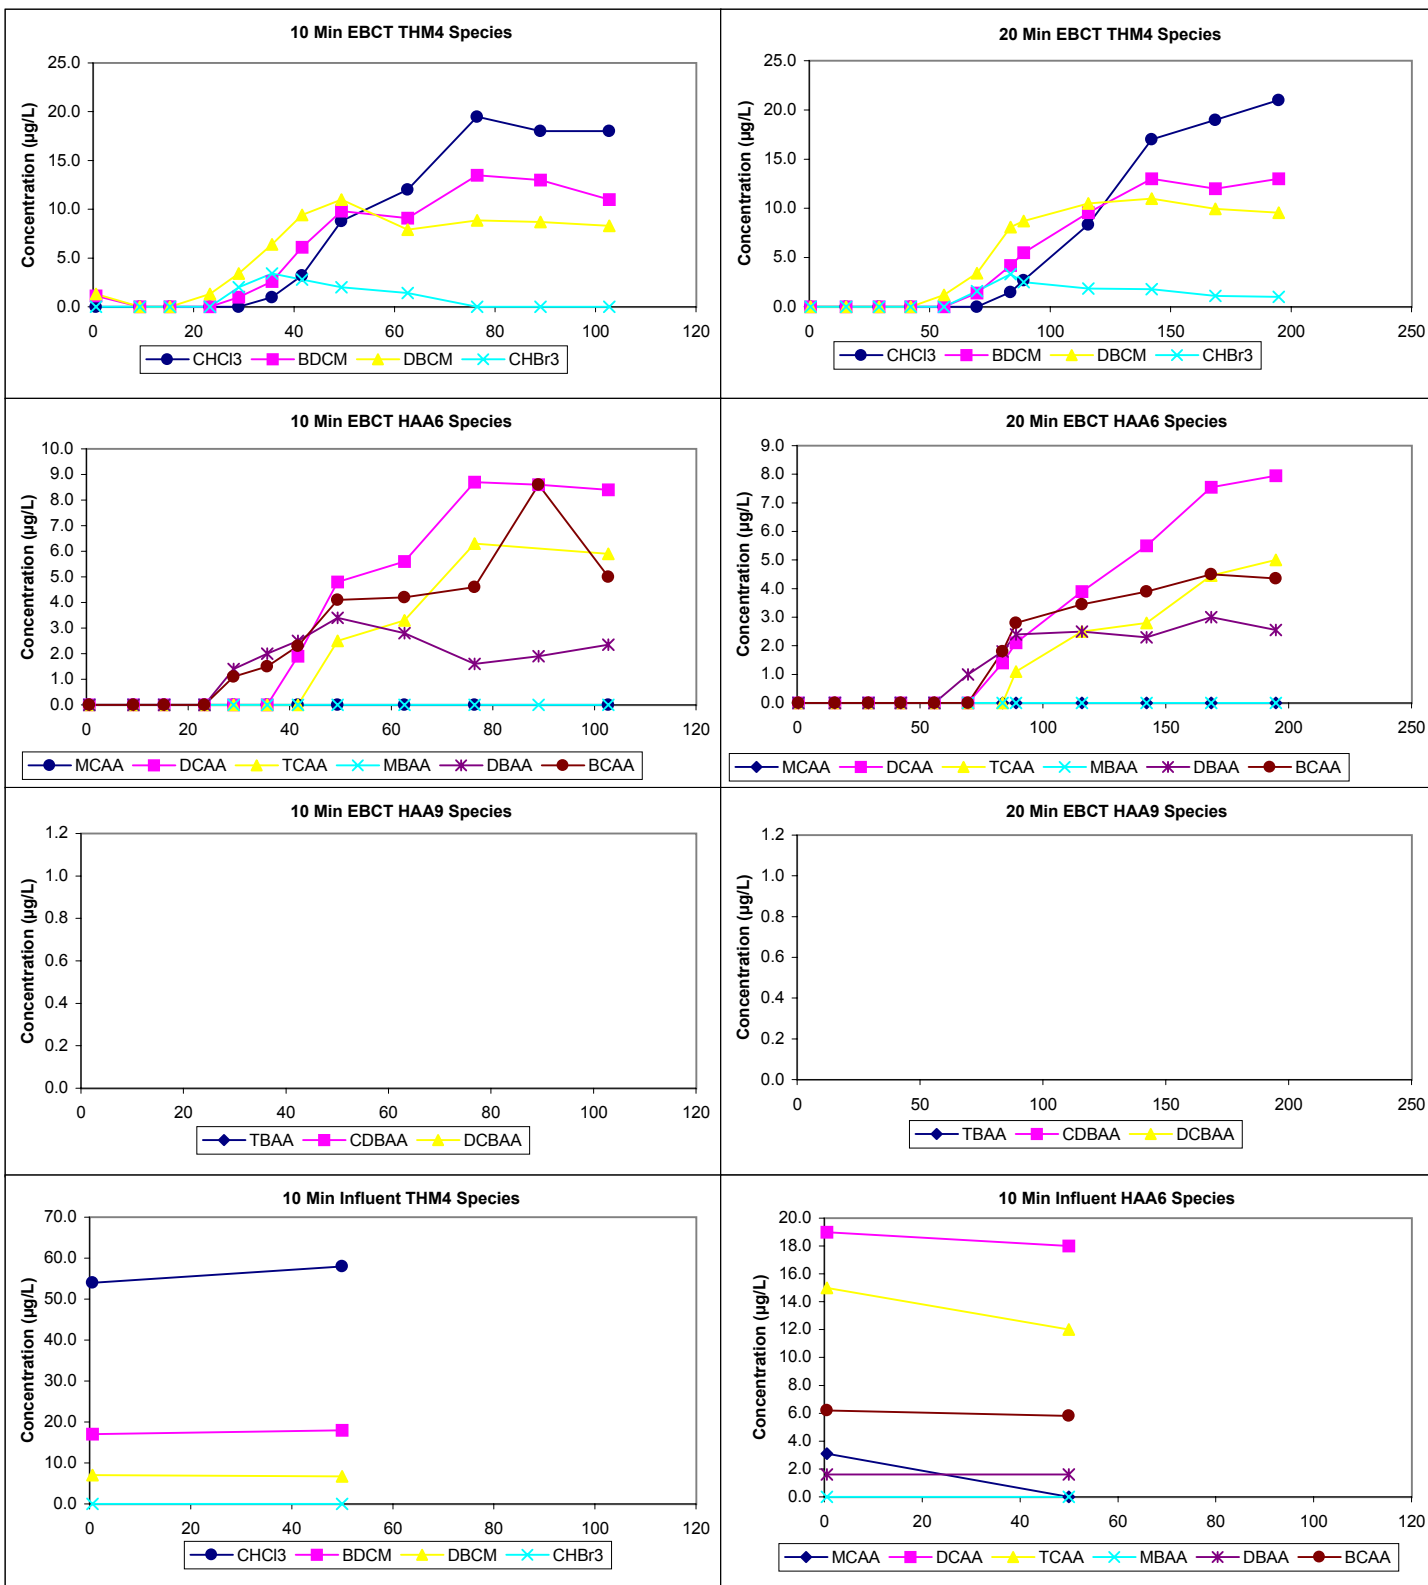 10 Min EBCT THM4 Species
Concentration (µg/L)
25.0
20.0
15.0
10.0
5.0
0.0
0 20 40 60 80 100 120
CHCl3 BDCM DBCM CHBr3
20 Min EBCT THM4 Species
Concentration (µg/L)
25.0
20.0
15.0
10.0
5.0
0.0
0 50 100 150 200 250
CHCl3 BDCM DBCM CHBr3
10 Min EBCT HAA6 Species
Concentration (µg/L)
10.0
9.0
8.0
7.0
6.0
5.0
4.0
3.0
2.0
1.0
0.0
0 20 40 60 80 100 120
MCAA DCAA TCAA MBAA DBAA BCAA
20 Min EBCT HAA6 Species
Concentration (µg/L)
9.0
8.0
7.0
6.0
5.0
4.0
3.0
2.0
1.0
0.0
0 50 100 150 200 250
MCAA DCAA TCAA MBAA DBAA BCAA
10 Min EBCT HAA9 Species
Concentration (µg/L)
1.2
1.0
0.8
0.6
0.4
0.2
0.0
0 20 40 60 80 100 120
TBAA CDBAA DCBAA
20 Min EBCT HAA9 Species
Concentration (µg/L)
1.2
1.0
0.8
0.6
0.4
0.2
0.0
0 50 100 150 200 250
TBAA CDBAA DCBAA
10 Min Influent THM4 Species
Concentration (µg/L)
70.0
60.0
50.0
40.0
30.0
20.0
10.0
0.0
0 20 40 60 80 100 120
CHCl3 BDCM DBCM CHBr3
10 Min Influent HAA6 Species
Concentration (µg/L)
20.0
18.0
16.0
14.0
12.0
10.0
8.0
6.0
4.0
2.0
0.0
0 20 40 60 80 100 120
MCAA DCAA TCAA MBAA DBAA BCAA